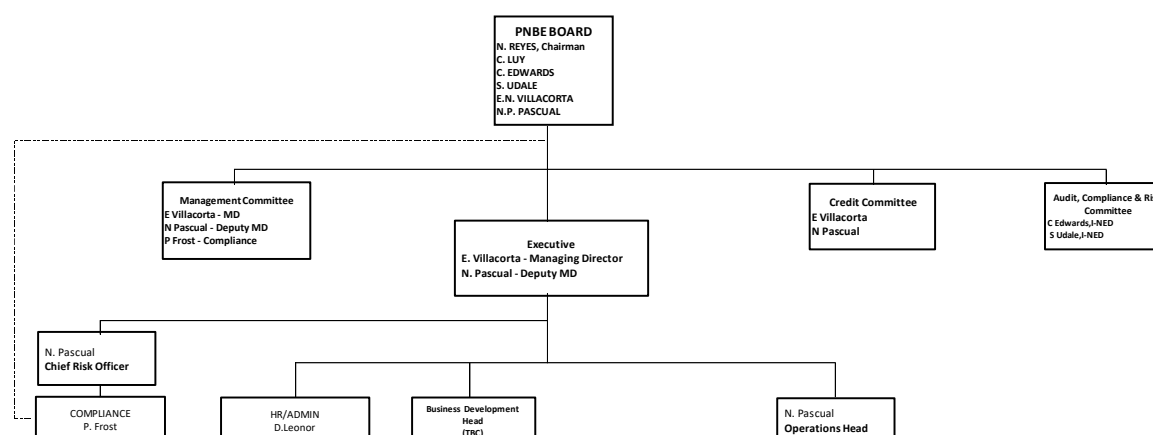 PNBE BOARD
N. REYES, Chairman
C. LUY
C. EDWARDS
S. UDALE
E.N. VILLACORTA
N.P. PASCUAL
Management Committee
E Villacorta - MD
N Pascual - Deputy MD
P Frost - Compliance
Credit Committee
E Villacorta
N Pascual
Audit, Compliance & Ris
Committee
C Edwards,I-NED
S Udale,I-NED
Executive
E. Villacorta - Managing Director
N. Pascual - Deputy MD
N. Pascual
Chief Risk Officer
COMPLIANCE
P. Frost
HR/ADMIN
D.Leonor
Business Development
Head
(TBC)
N. Pascual
Operations Head